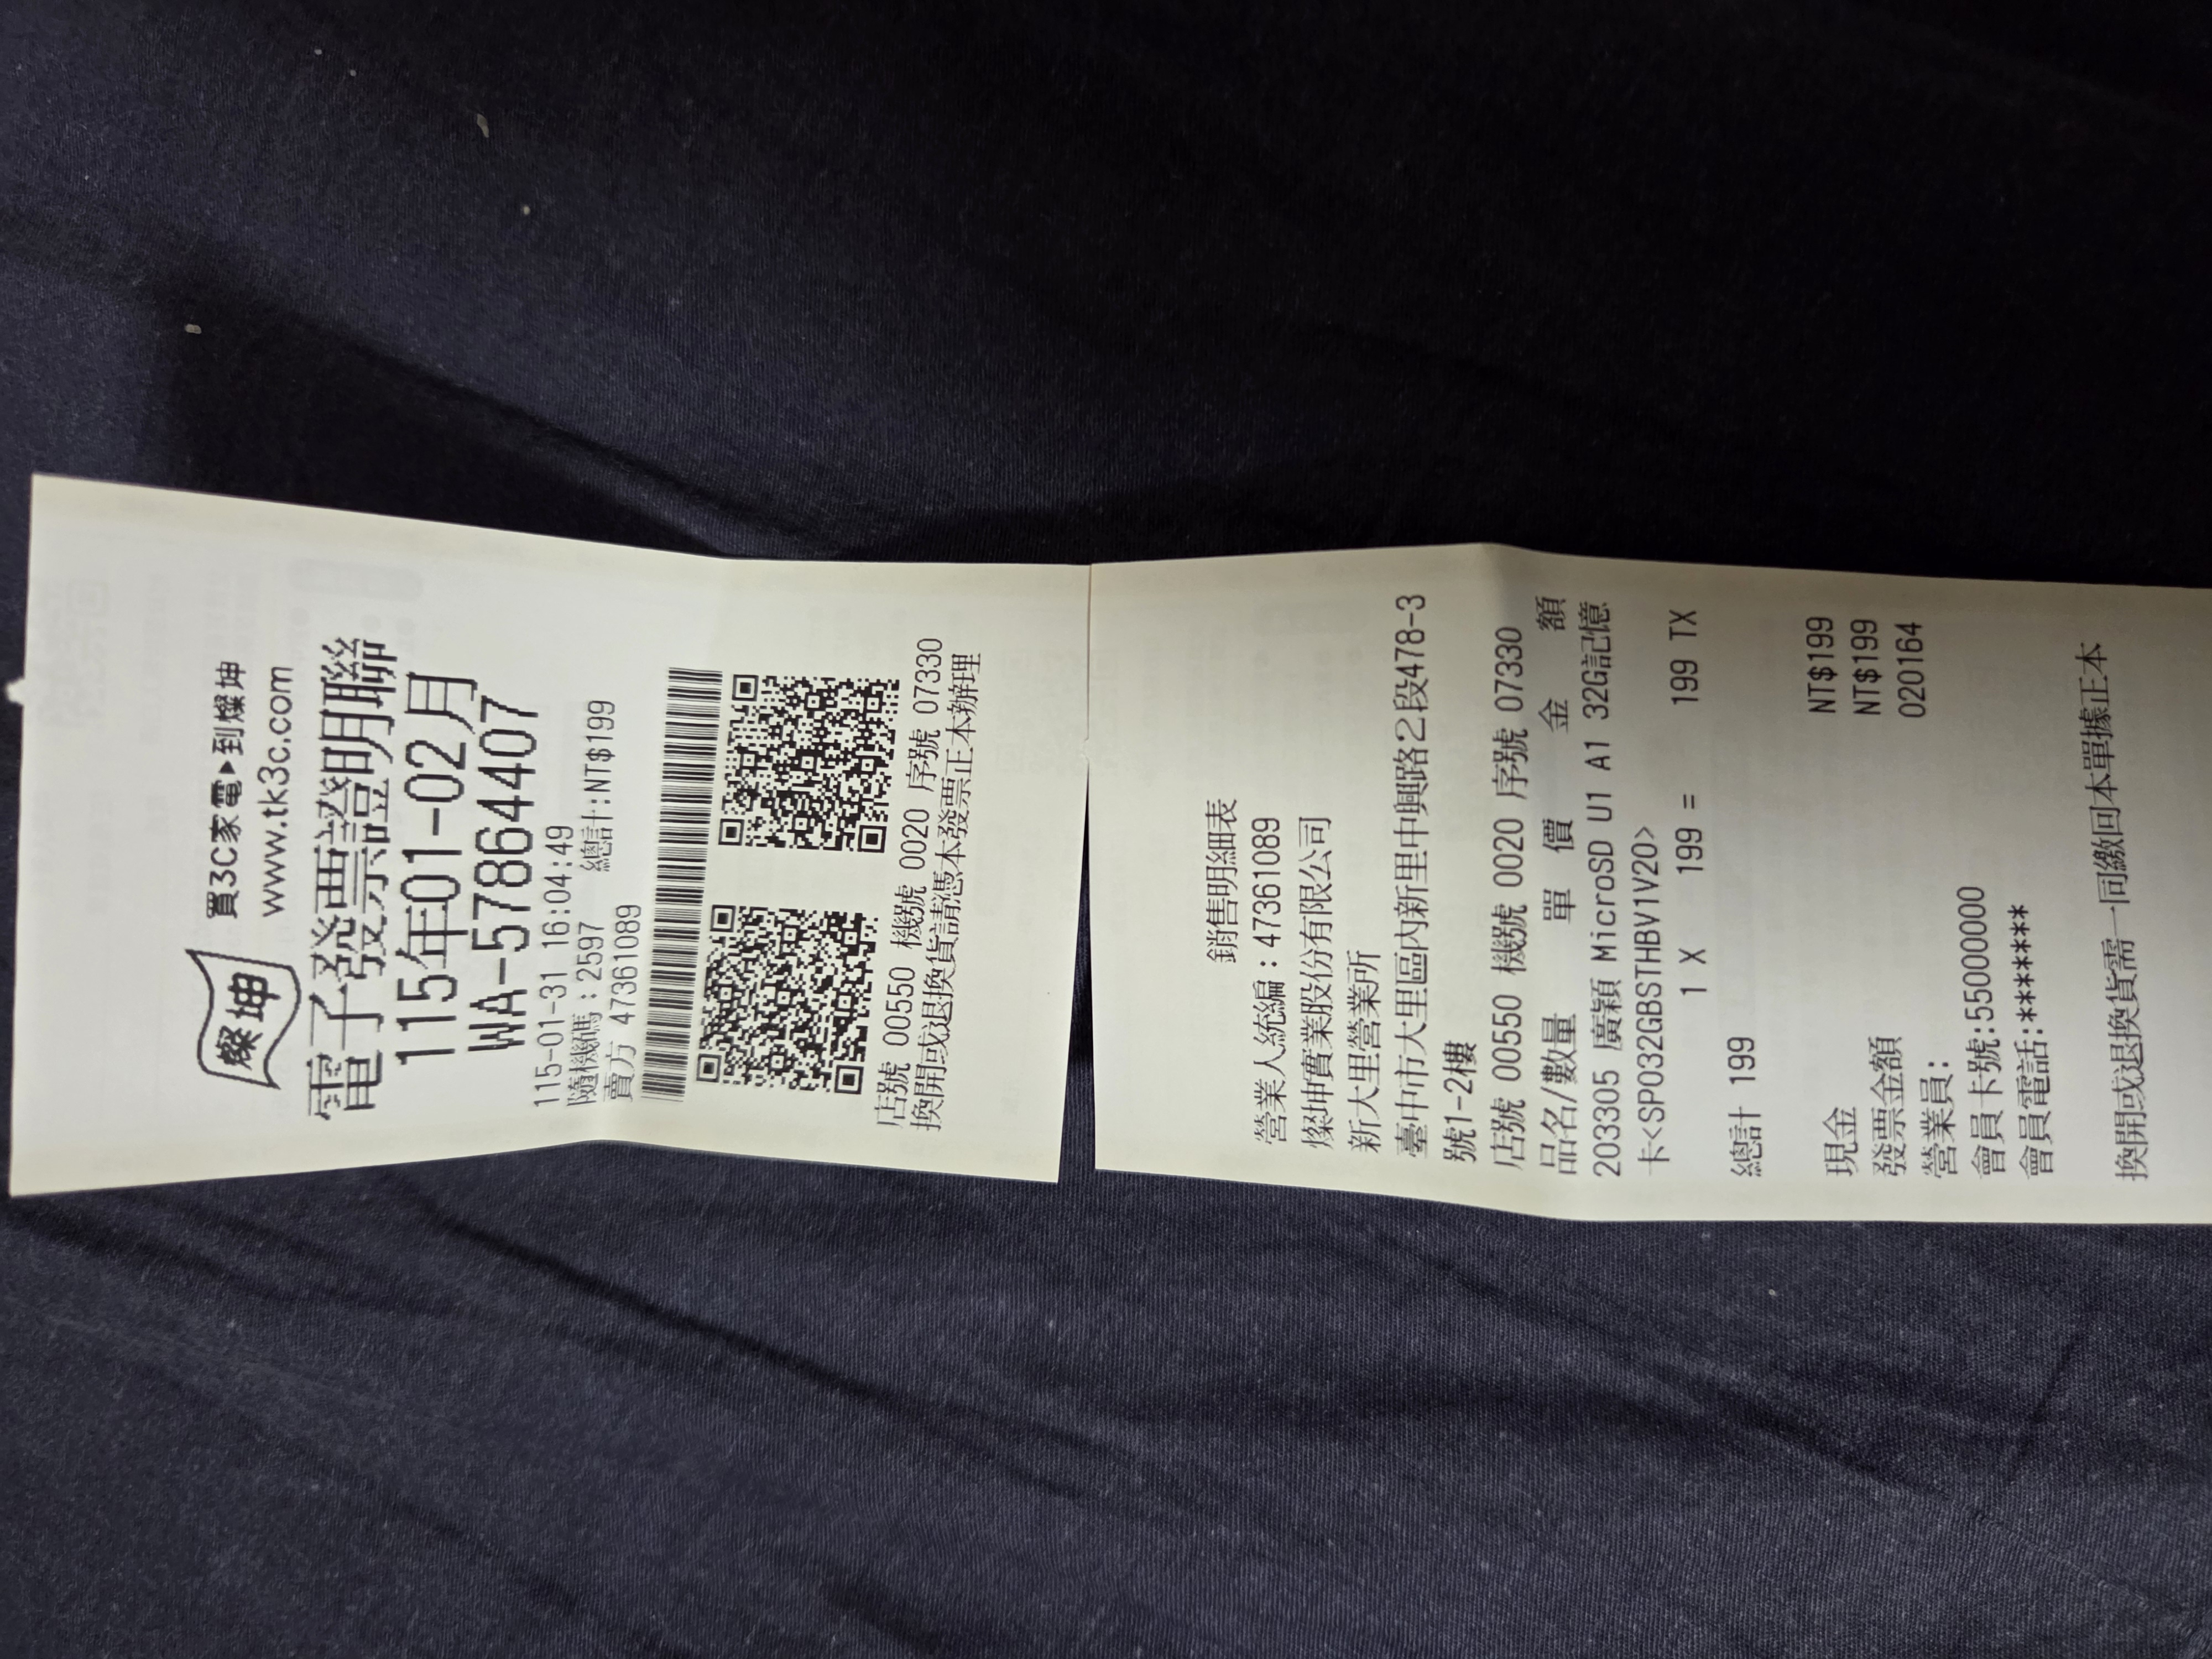 燦坤
買3C家電▶到燦坤
www.tk3c.com
電子發票證明聯
115年01-02月
WA-57864407
115-01-31 16:04:49
隨機碼:2597 總計:NT$199
賣方 47361089
店號 00550 機號 0020 序號 07330
換開或退換貨請憑本發票正本辦理
銷售明細表
營業人統編:47361089
燦坤實業股份有限公司
新大里營業所
臺中市大里區內新里中興路2段478-3
號1-2樓
店號 00550 機號 0020 序號 07330
品名/數量 單 價 金 額
203305 廣穎 MicroSD U1 A1 32G記憶
卡<SP032GBSTHBV1V20>
1 X 199 = 199 TX
總計 199
現金 NT$199
發票金額 NT$199
營業員: 020164
會員卡號:55000000
會員電話:*******
換開或退換貨需一同繳回本單據正本